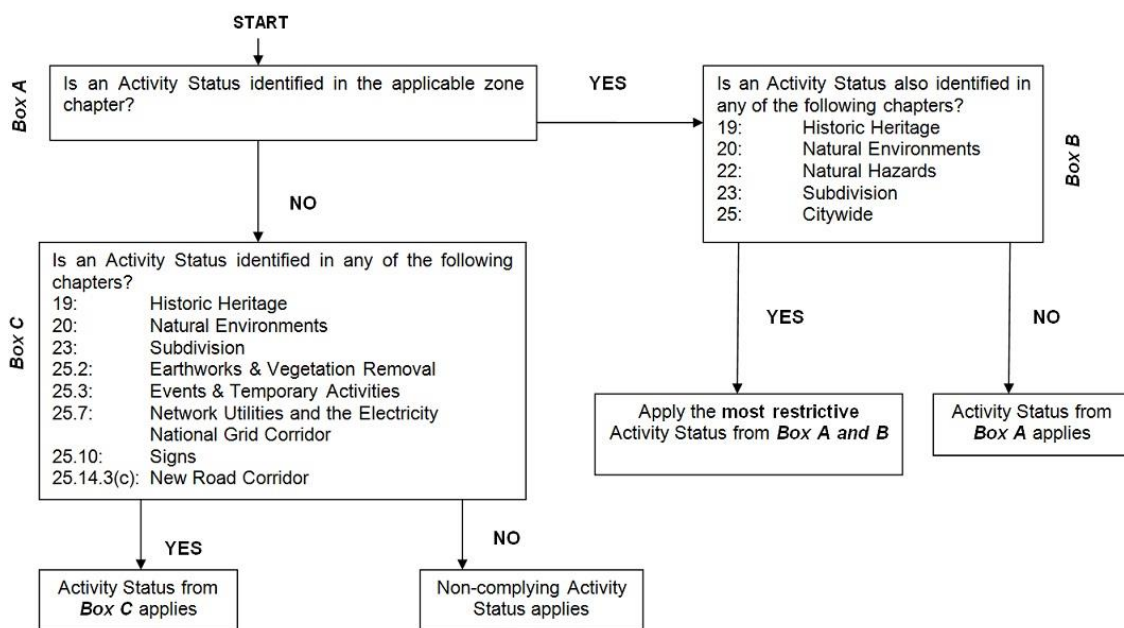 START
Box A
Is an Activity Status identified in the applicable zone
chapter?
YES
Is an Activity Status also identified in
any of the following chapters?
19: Historic Heritage
20: Natural Environments
22: Natural Hazards
23: Subdivision
25: Citywide
Box B
NO
Box C
Is an Activity Status identified in any of the following
chapters?
19: Historic Heritage
20: Natural Environments
23: Subdivision
25.2: Earthworks & Vegetation Removal
25.3: Events & Temporary Activities
25.7: Network Utilities and the Electricity
National Grid Corridor
25.10: Signs
25.14.3(c): New Road Corridor
YES
NO
Apply the most restrictive
Activity Status from Box A and B
Activity Status from
Box A applies
YES
NO
Activity Status from
Box C applies
Non-complying Activity
Status applies